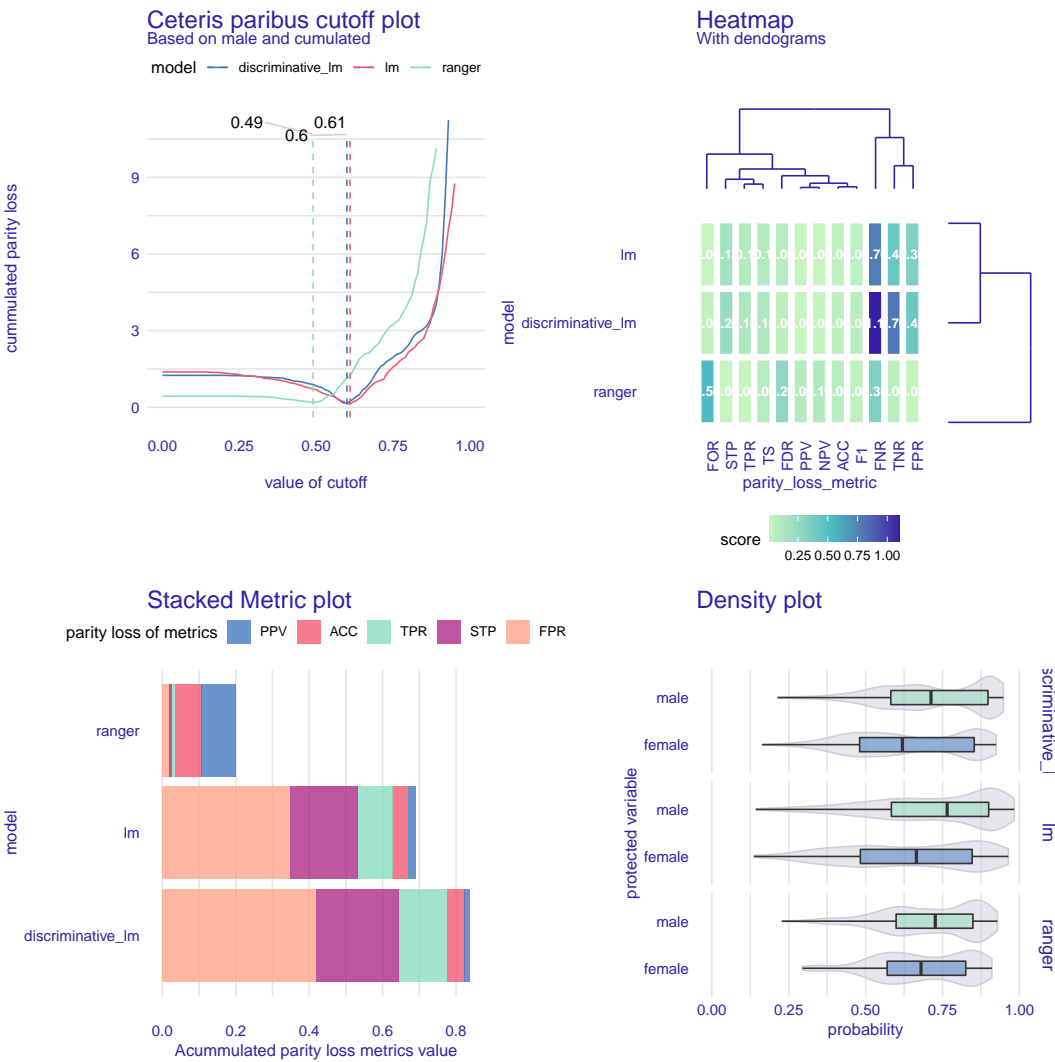 Ceteris paribus cutoff plot
Based on male and cumulated
model discriminative_lm lm ranger
0.49
0.6
0.61
cummulated parity loss
9
6
3
0
0.00 0.25 0.50 0.75 1.00
value of cutoff
Heatmap
With dendograms
model
lm
discriminative_lm
ranger
FOR STP TPR TS FDR PPV NPV ACC F1 FNR TNR FPR
parity_loss_metric
score
0.25 0.50 0.75 1.00
Stacked Metric plot
parity loss of metrics PPV ACC TPR STP FPR
model
ranger
lm
discriminative_lm
0.0 0.2 0.4 0.6 0.8
Acummulated parity loss metrics value
Density plot
protected variable
male
female
scriminative_l
male
female
lm
male
female
ranger
0.00 0.25 0.50 0.75 1.00
probability